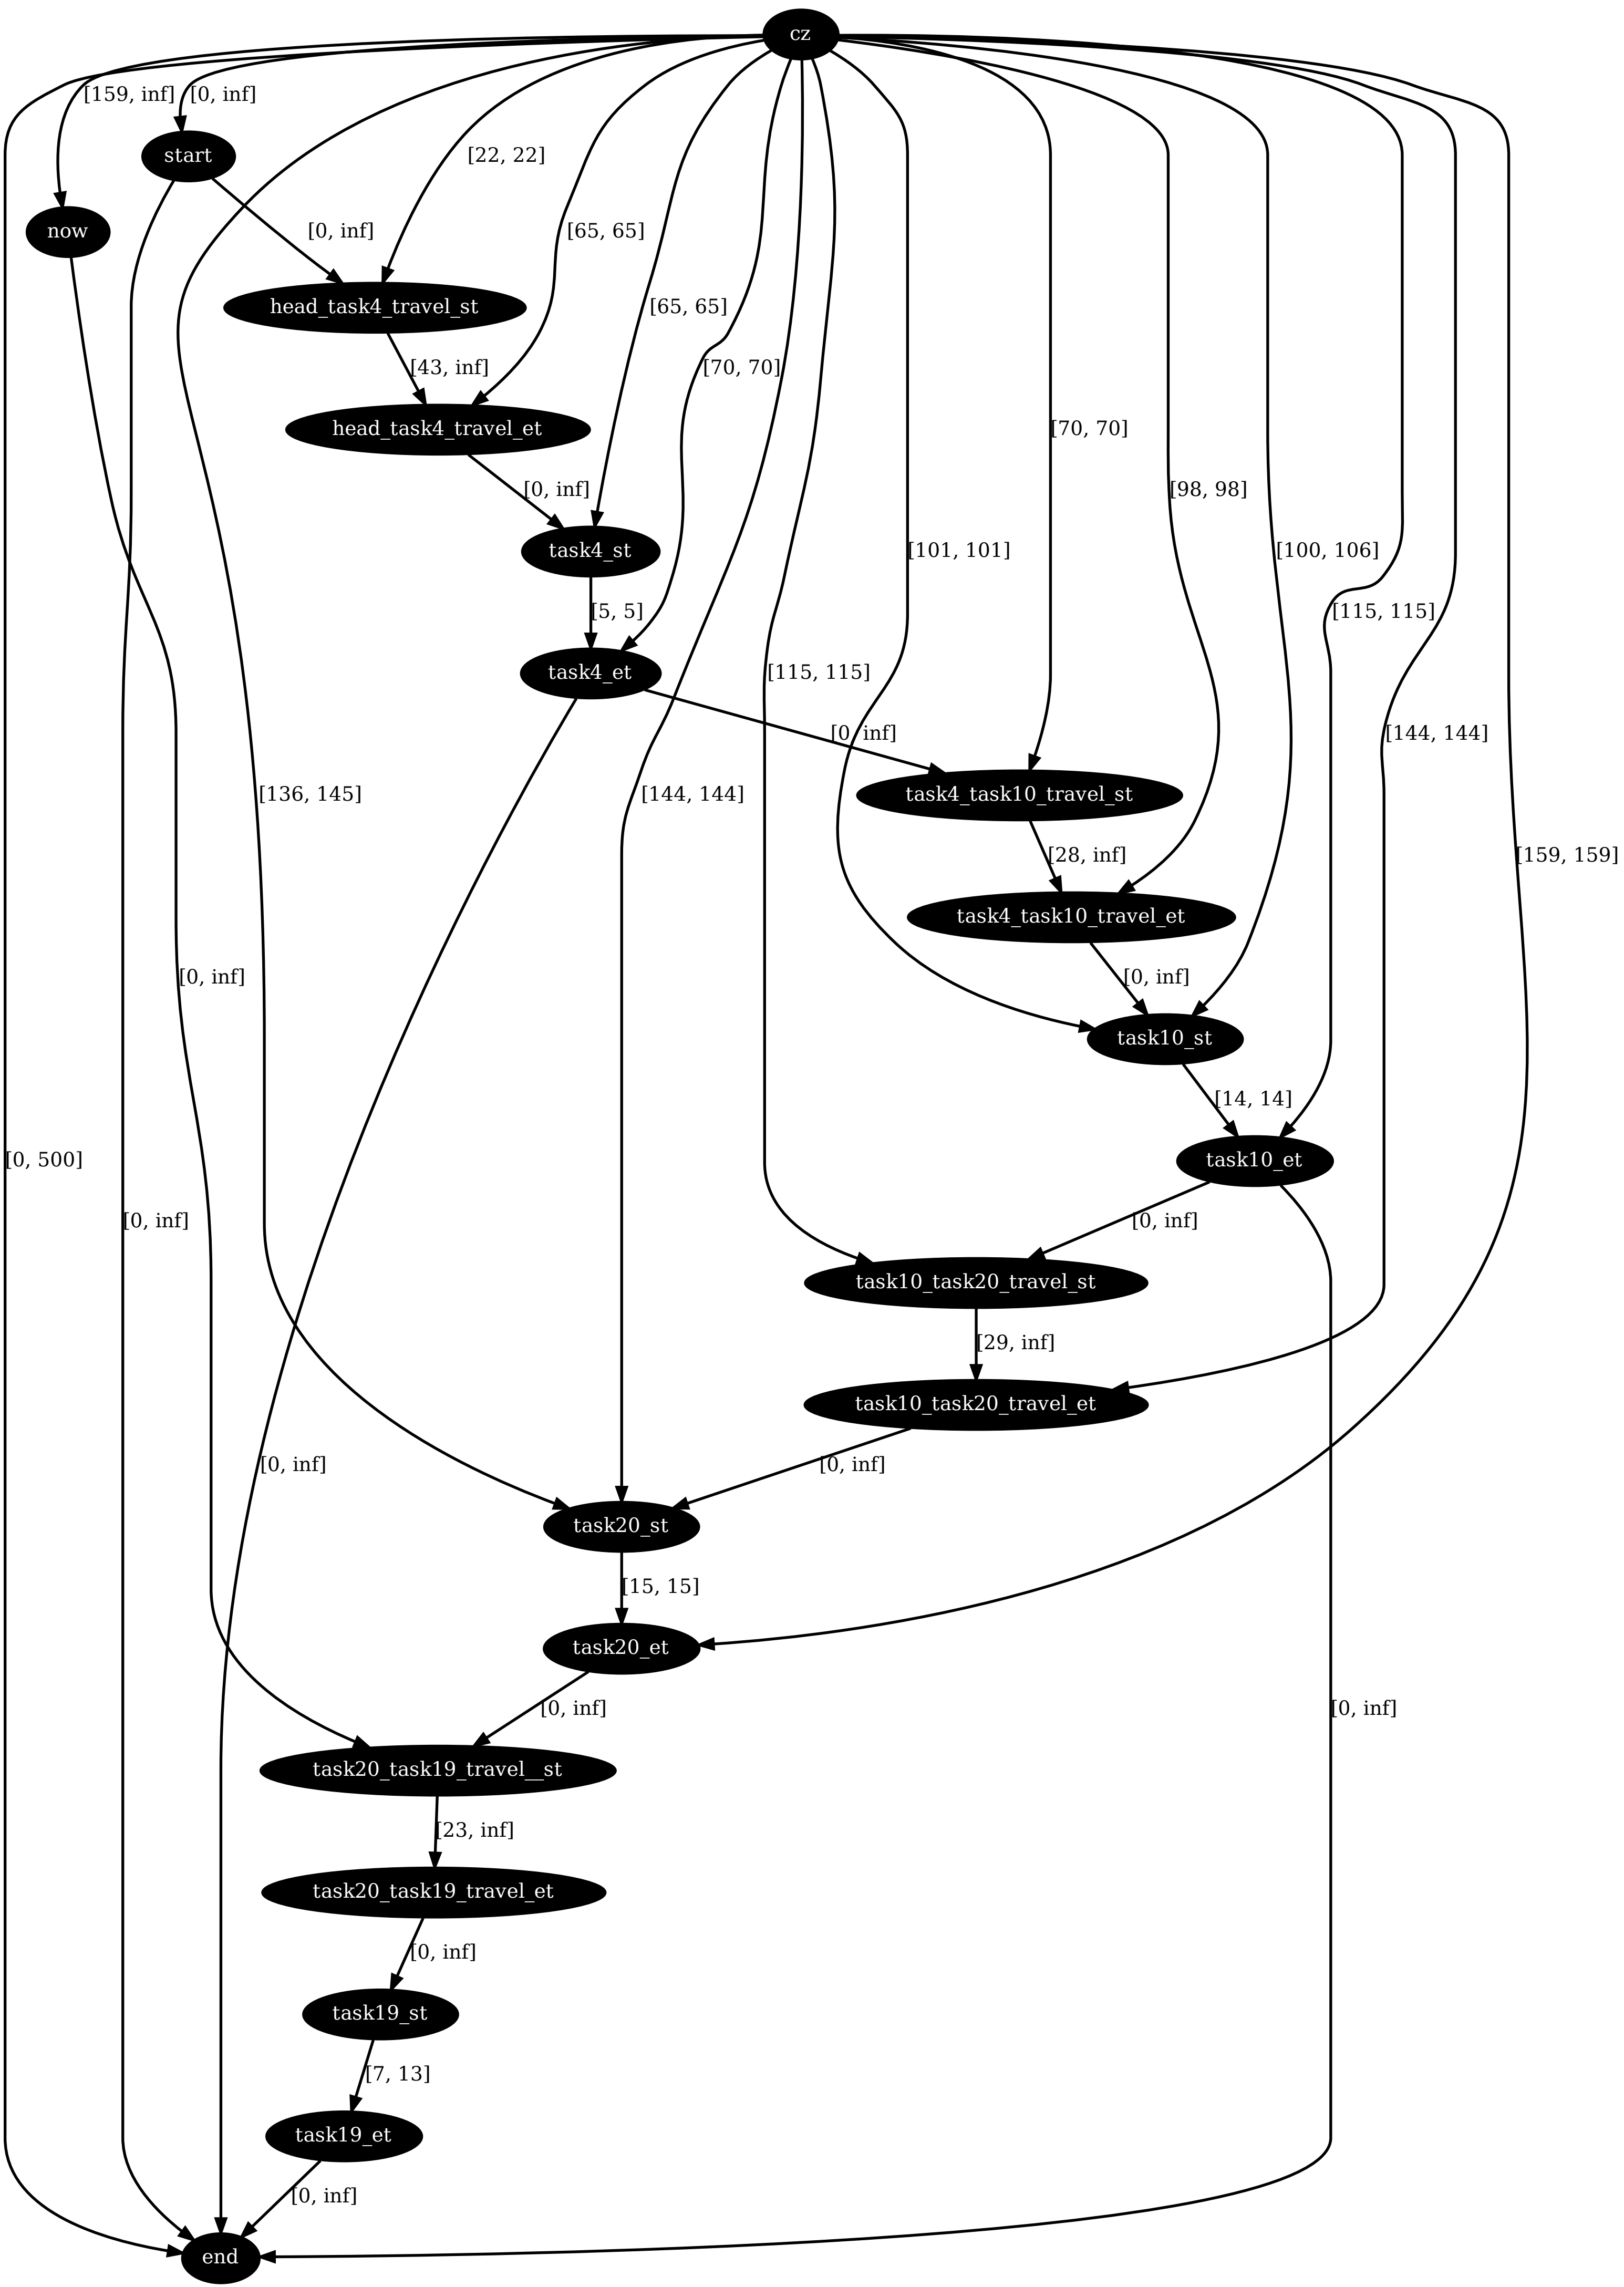 cz
[159, inf] [0, inf]
start
[22, 22]
now
[0, inf] [65, 65]
head_task4_travel_st
[65, 65]
[43, inf] [70, 70]
head_task4_travel_et
[70, 70]
[0, inf] [98, 98]
task4_st
[101, 101] [100, 106]
[5, 5] [115, 115]
task4_et
[115, 115]
[0, inf] [144, 144]
[136, 145] [144, 144]
task4_task10_travel_st
[28, inf] [159, 159]
task4_task10_travel_et
[0, inf] [0, inf]
task10_st
[14, 14]
[0, 500]
task10_et
[0, inf] [0, inf]
task10_task20_travel_st
[29, inf]
task10_task20_travel_et
[0, inf] [0, inf]
task20_st
[15, 15]
task20_et
[0, inf] [0, inf]
task20_task19_travel__st
[23, inf]
task20_task19_travel_et
[0, inf]
task19_st
[7, 13]
task19_et
[0, inf]
end